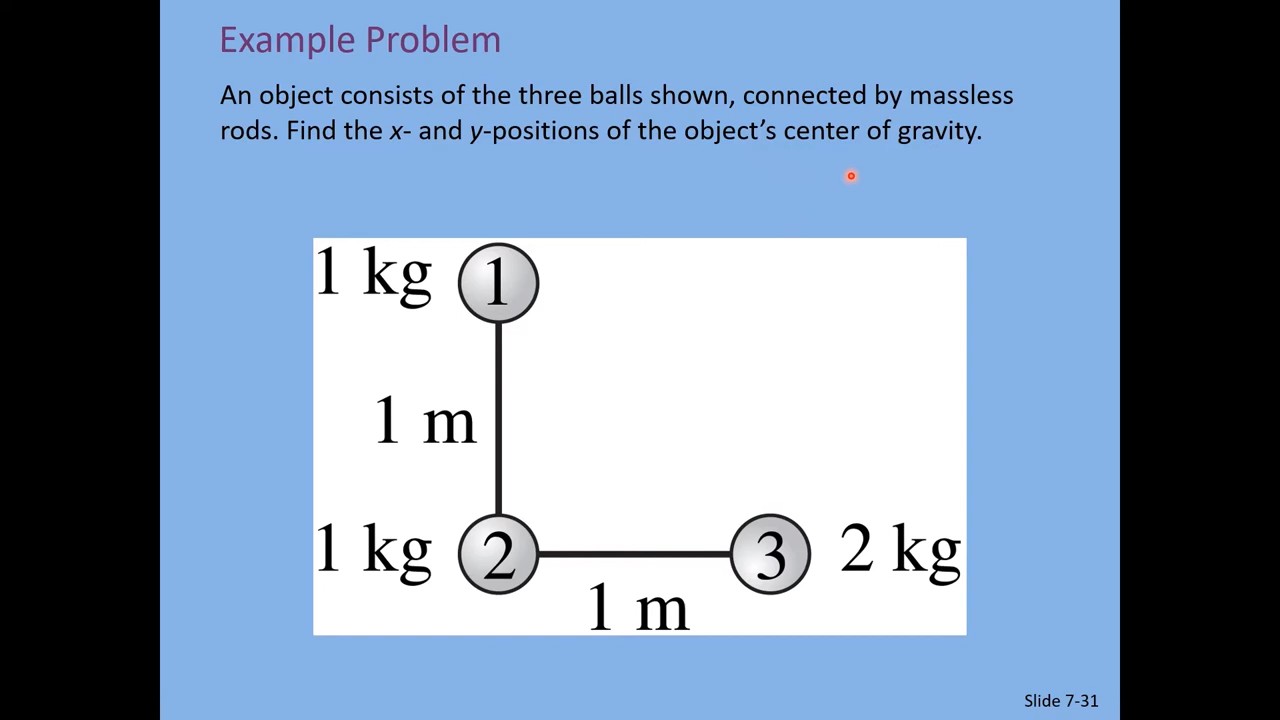 Example Problem
An object consists of the three balls shown, connected by massless
rods. Find the x- and y-positions of the object’s center of gravity.
1 kg 1
1 m
1 kg 2 3 2 kg
1 m
Slide 7-31